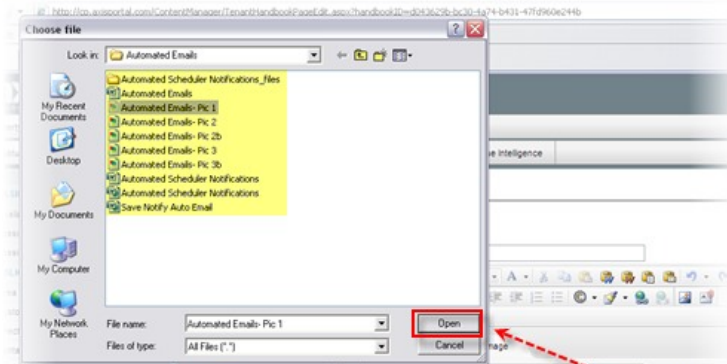 http://cp.axisportal.com/ContentManager/TenantHandbookPageEdit.aspx?handbookID=d043629b-bc30-4a74-b431-47fd960e244b
Choose file
Look in:
Automated Emails
My Recent
Documents
Desktop
My Documents
My Computer
My Network
Places
Automated Scheduler Notifications_files
Automated Emails
Automated Emails- Pic 1
Automated Emails- Pic 2
Automated Emails- Pic 2b
Automated Emails- Pic 3
Automated Emails- Pic 3b
Automated Scheduler Notifications
Automated Scheduler Notifications
Save Notify Auto Email
File name:
Automated Emails- Pic 1
Open
Files of type:
All Files (*.*)
Cancel
e Intelligence
nage